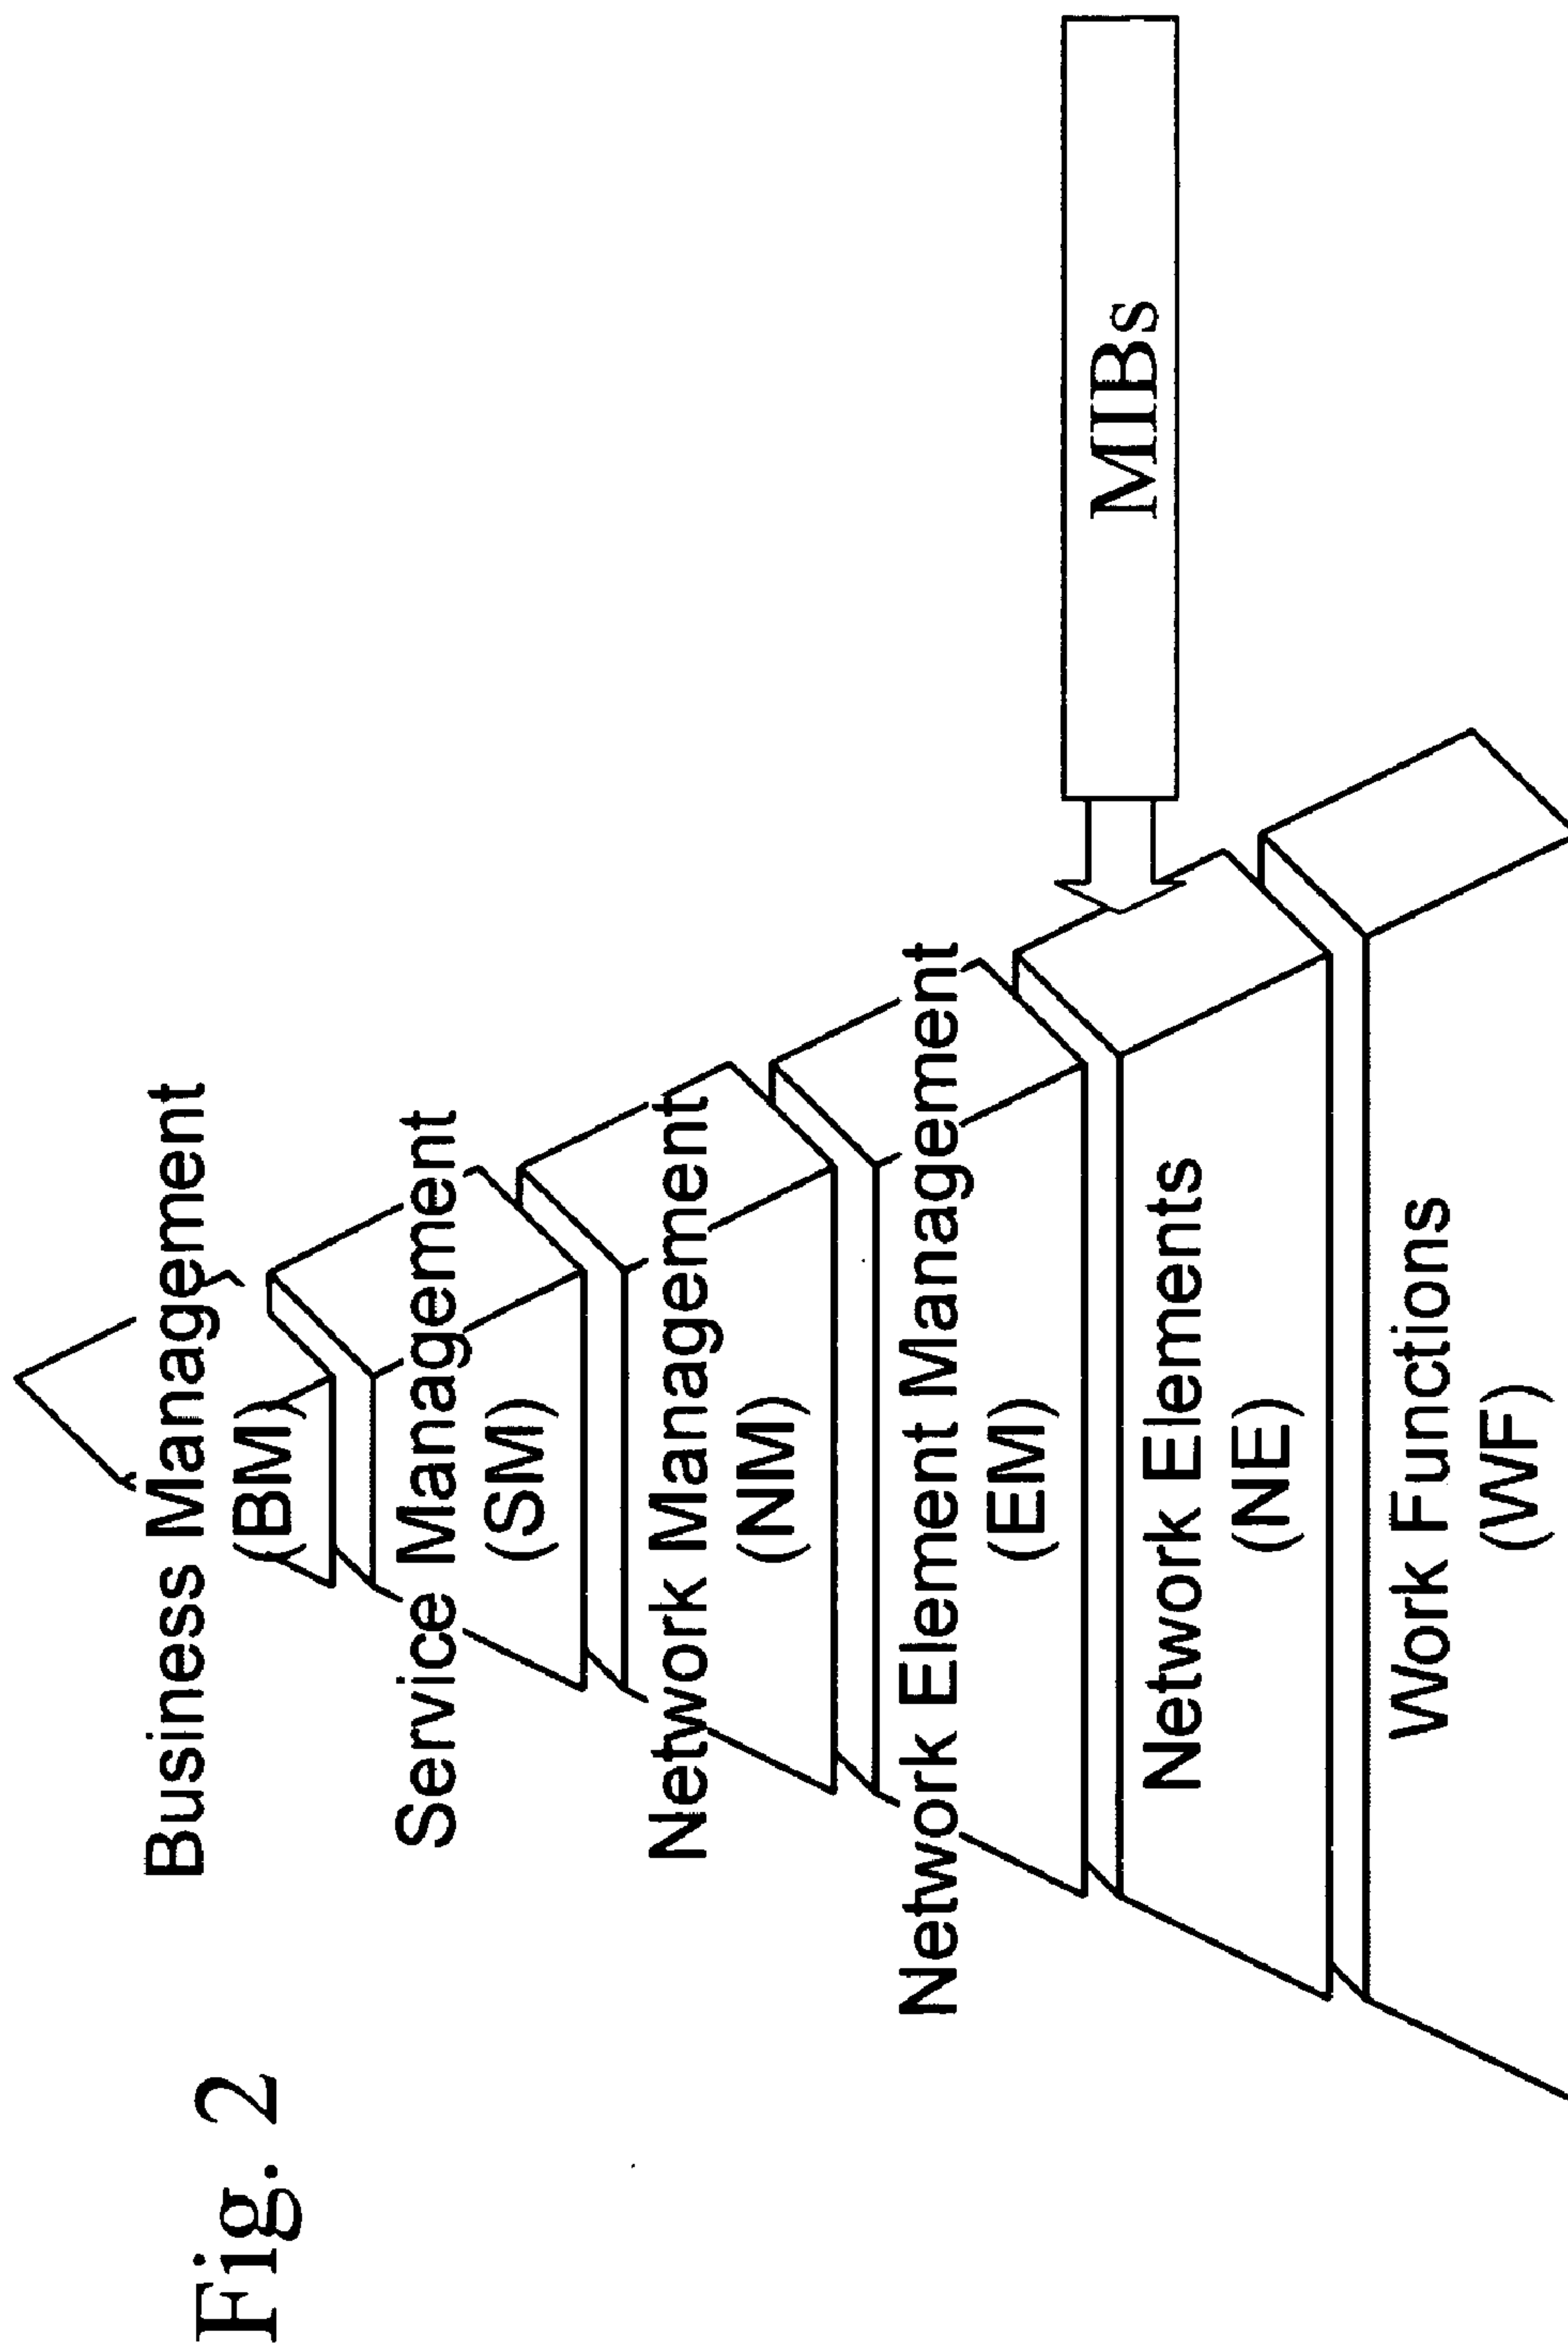 Fig. 2
Business Management
(BM)
Service Management
(SM)
Network Management
(NM)
Network Element Management
(EM)
Network Elements
(NE)
Work Functions
(WF)
MIBs